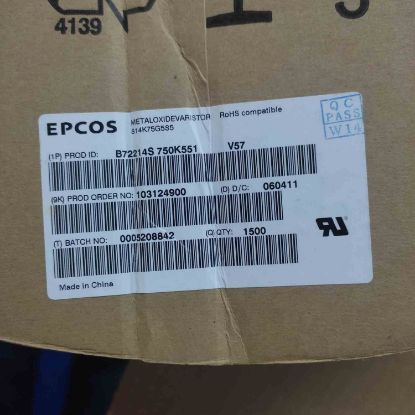 4139
EPCOS
METALOXIDEVARISTOR RoHS compatible
S14K75G5S5
QC
PASS
W14
(1P) PROD ID: B72214S 750K551 V57
(9K) PROD ORDER NO: 103124900 (D) D/C: 060411
(T) BATCH NO: 0005208842 (Q) QTY: 1500
Made in China